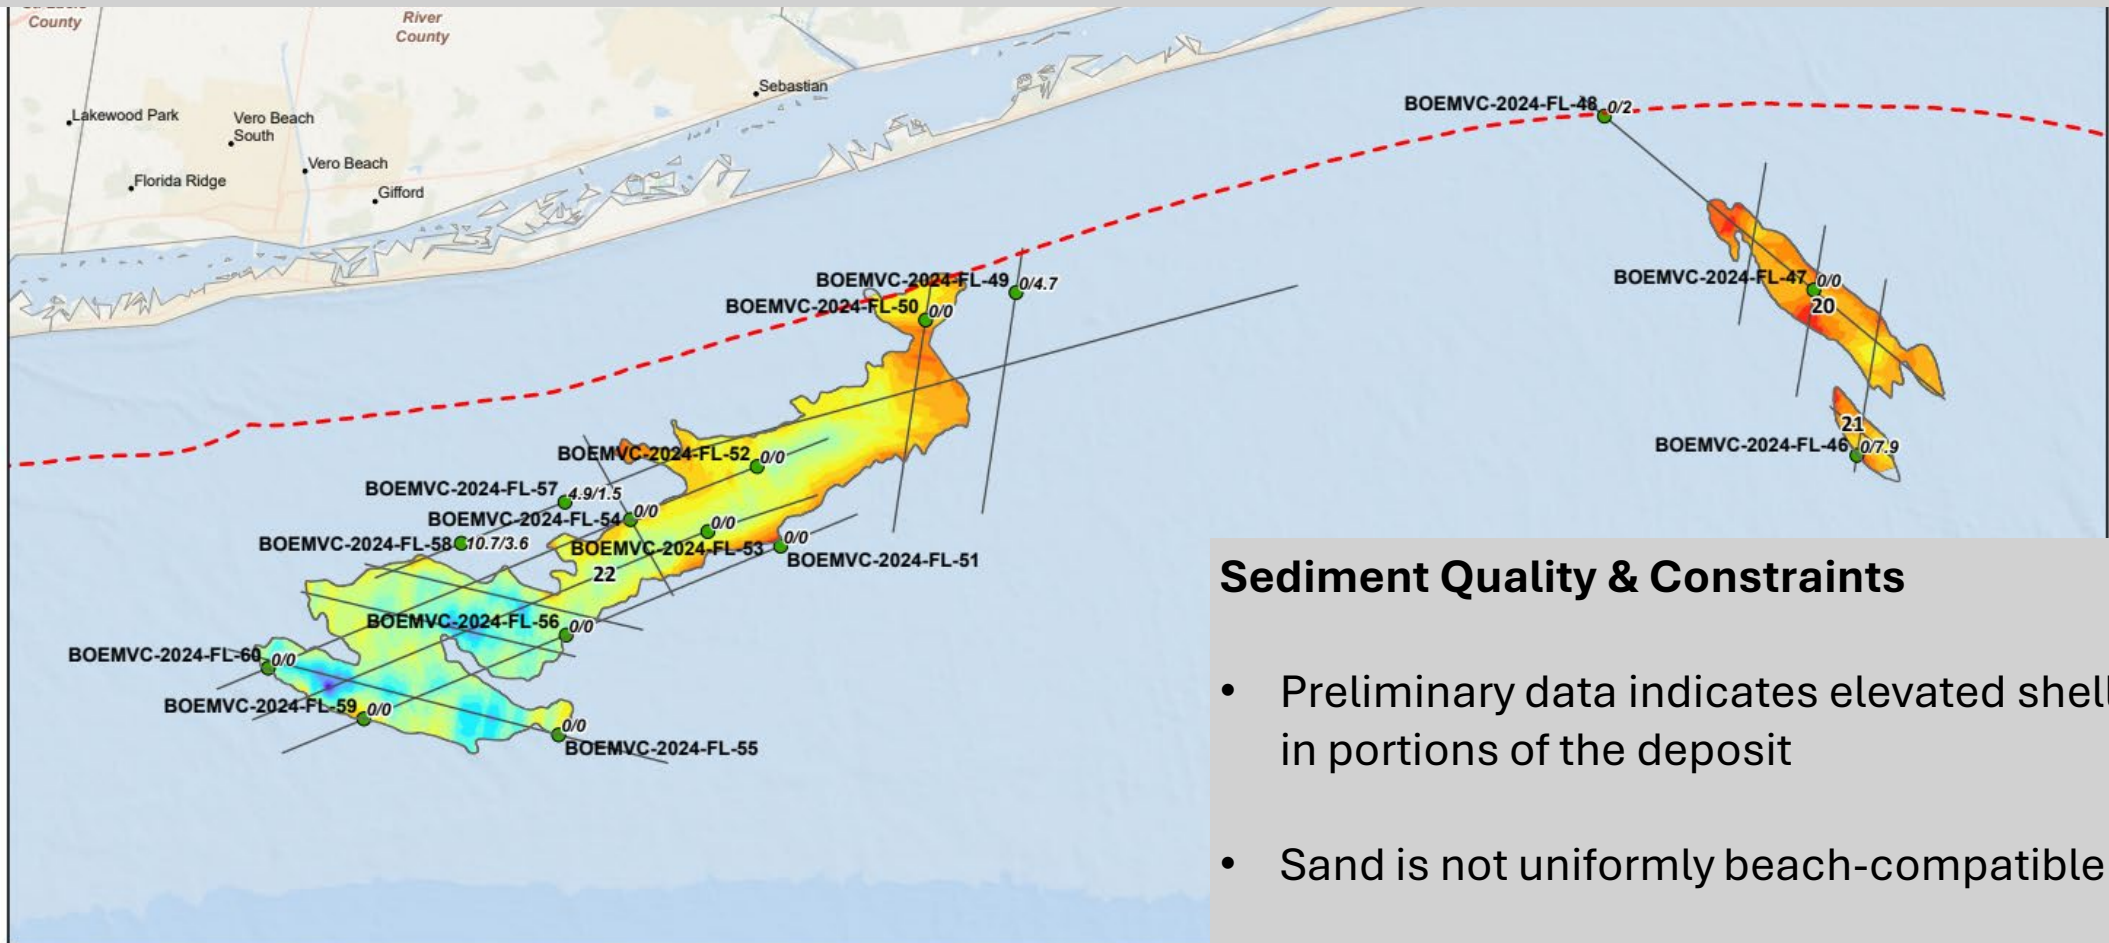 County
River
County
Sebastian
Lakewood Park
Vero Beach
South
Vero Beach
Florida Ridge
Gifford
BOEMVC-2024-FL-48 0/2
BOEMVC-2024-FL-47 0/0
20
21
BOEMVC-2024-FL-46 0/7.9
BOEMVC-2024-FL-49 0/4.7
BOEMVC-2024-FL-50 0/0
BOEMVC-2024-FL-52 0/0
BOEMVC-2024-FL-57 4.9/1.5
BOEMVC-2024-FL-54 0/0
BOEMVC-2024-FL-58 10.7/3.6
0/0
BOEMVC-2024-FL-53
0/0
BOEMVC-2024-FL-51
22
BOEMVC-2024-FL-56 0/0
BOEMVC-2024-FL-60 0/0
BOEMVC-2024-FL-59 0/0
0/0
BOEMVC-2024-FL-55
Sediment Quality & Constraints
• Preliminary data indicates elevated shell
in portions of the deposit
• Sand is not uniformly beach-compatible